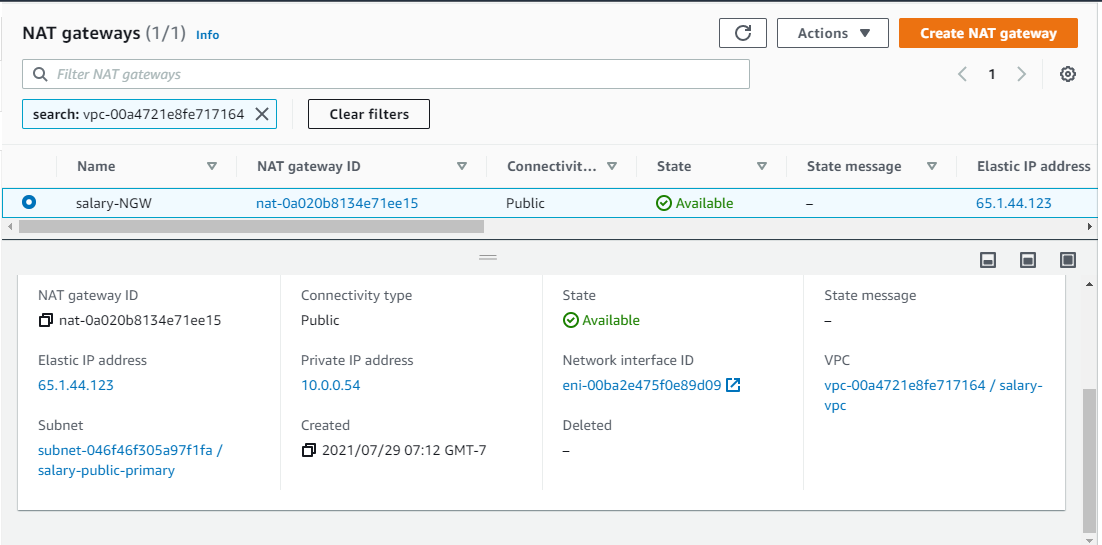 NAT gateways (1/1) Info
Actions
Create NAT gateway
Filter NAT gateways
1
search: vpc-00a4721e8fe717164
Clear filters
Name NAT gateway ID Connectivit... State State message Elastic IP address
salary-NGW nat-0a020b8134e71ee15 Public Available – 65.1.44.123
NAT gateway ID Connectivity type State State message
nat-0a020b8134e71ee15 Public Available –
Elastic IP address Private IP address Network interface ID VPC
65.1.44.123 10.0.0.54 eni-00ba2e475f0e89d09 vpc-00a4721e8fe717164 / salary-
vpc
Subnet Created Deleted
subnet-046f46f305a97f1fa / 2021/07/29 07:12 GMT-7 –
salary-public-primary